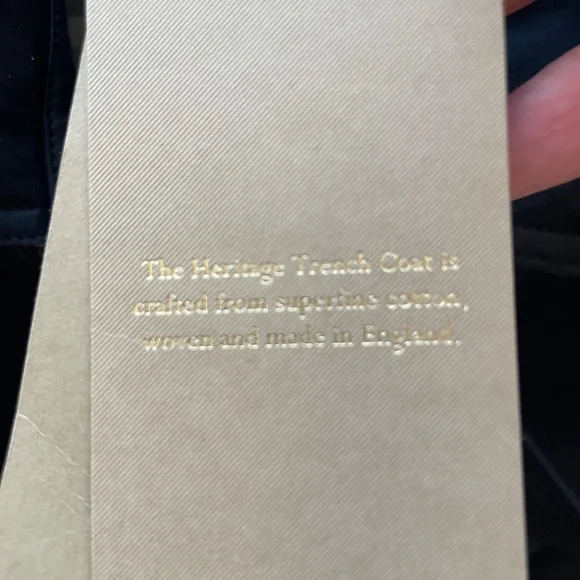 The Heritage Trench Coat is
crafted from superfine cotton,
woven and made in England.